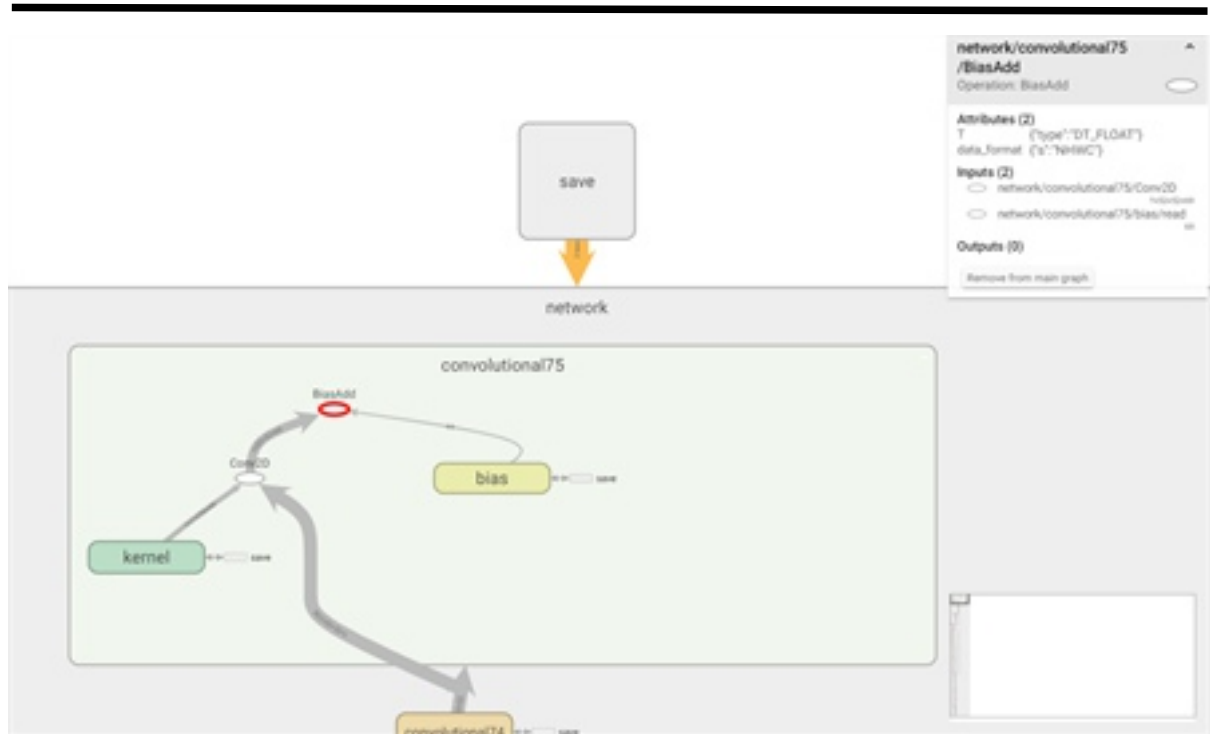 network/convolutional75
/BiasAdd
Operation: BiasAdd
Attributes (2)
T {"type":"DT_FLOAT"}
data_format {"s":"NHWC"}
Inputs (2)
network/convolutional75/Conv2D
network/convolutional75/bias/read
Outputs (0)
Remove from main graph
save
network
convolutional75
BiasAdd
Conv2D
bias
save
kernel
save
convolutional74
save